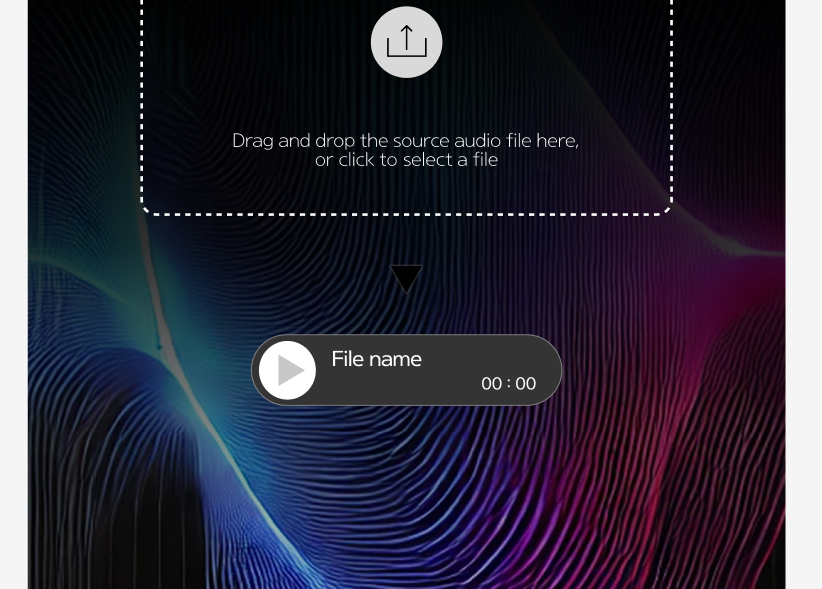 Drag and drop the source audio file here,
or click to select a file
File name
00 : 00